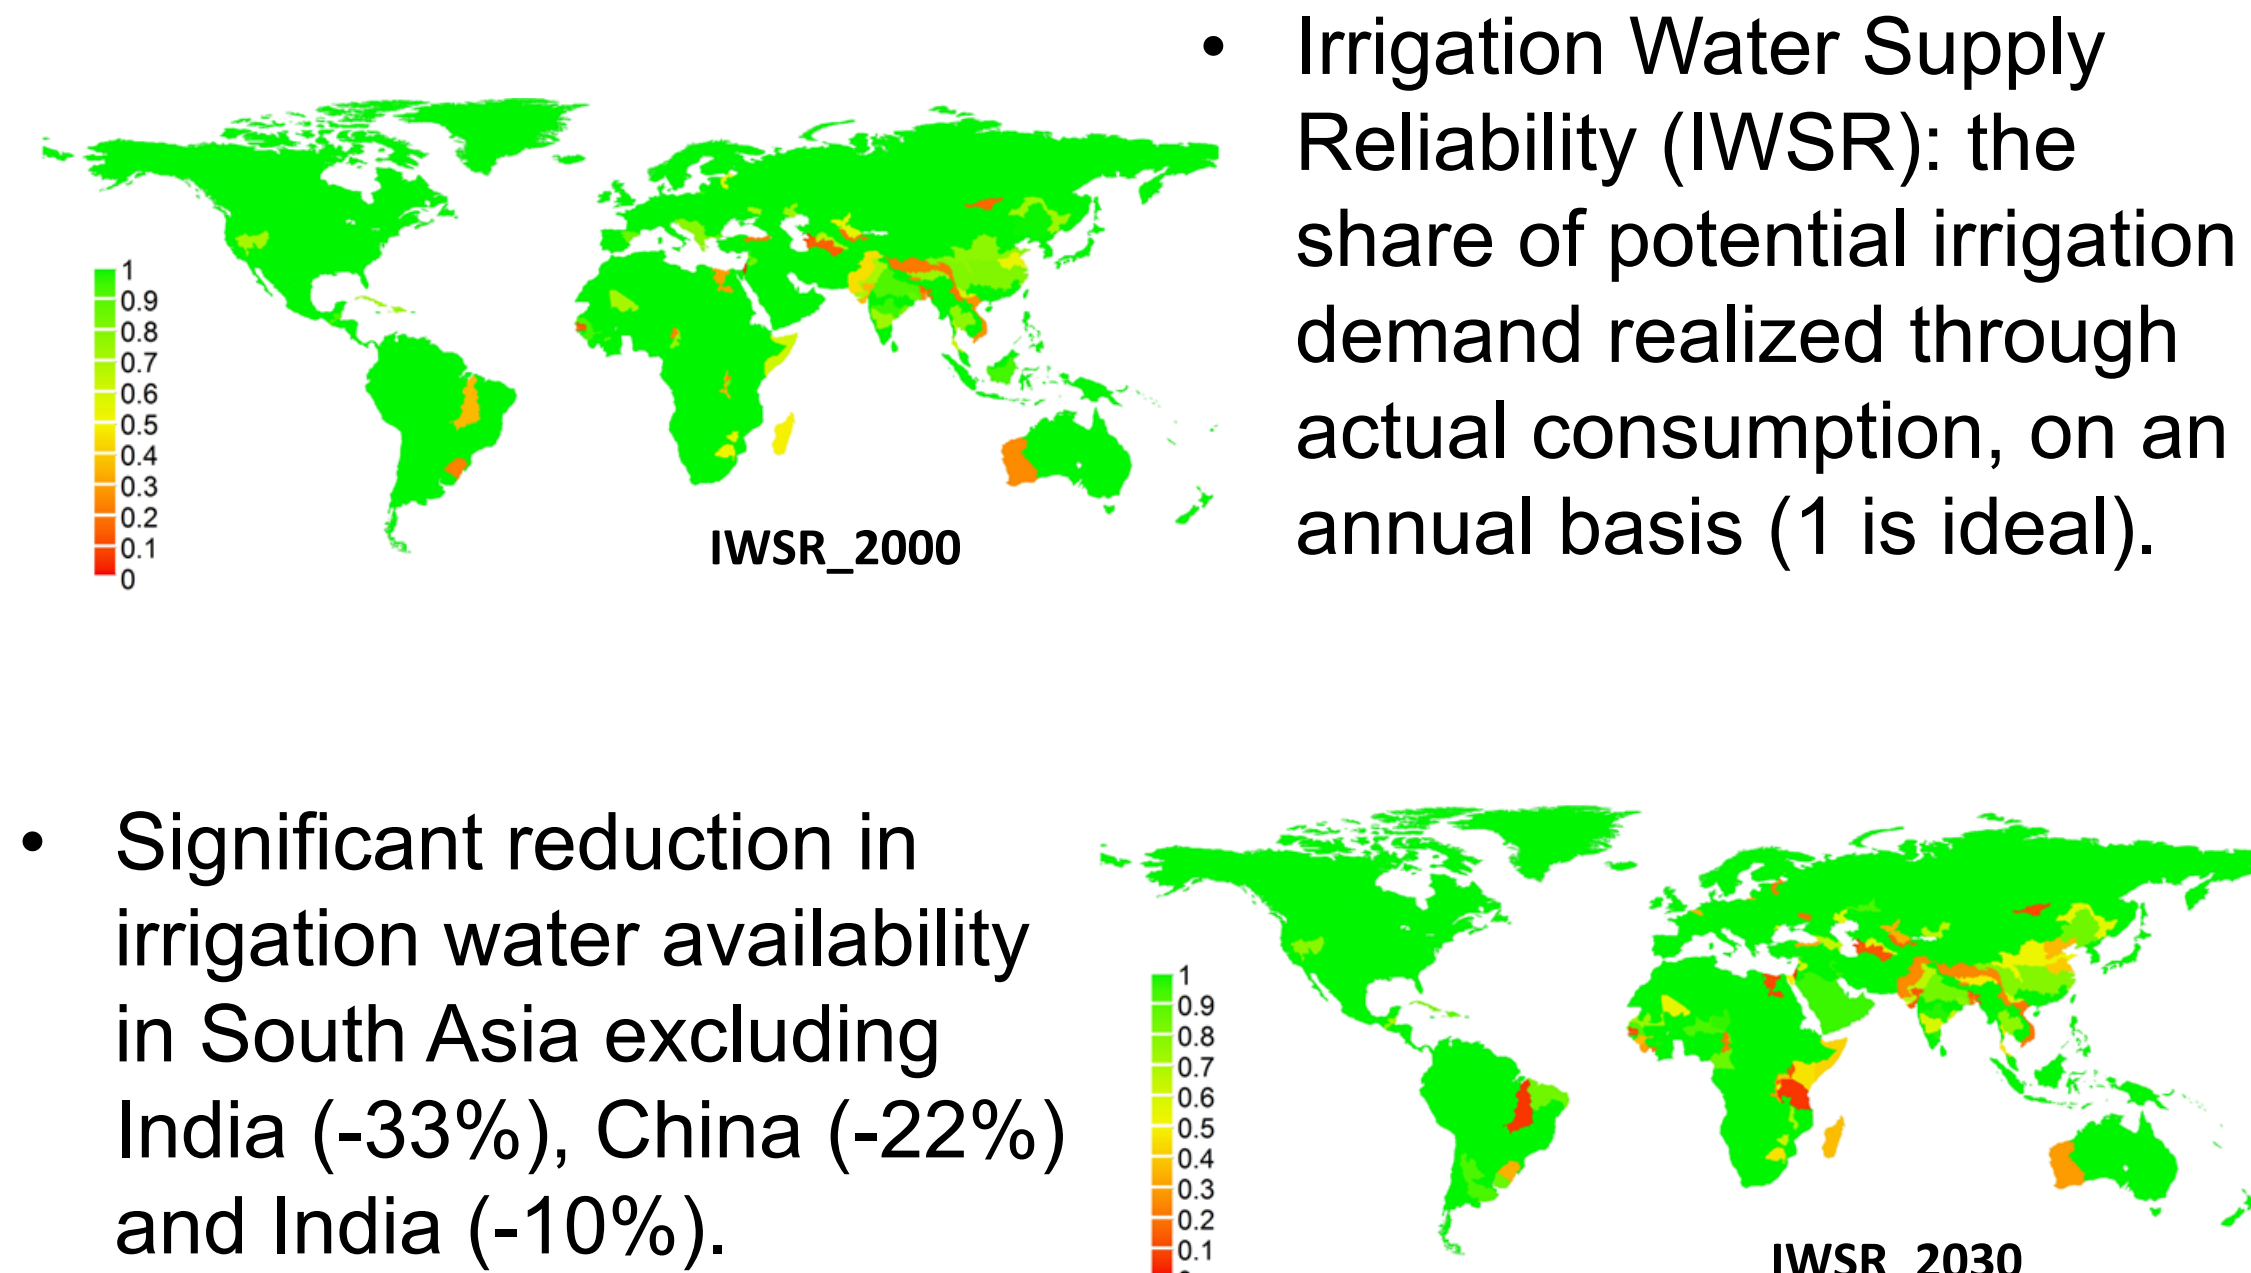 • Irrigation Water Supply
Reliability (IWSR): the
share of potential irrigation
demand realized through
actual consumption, on an
annual basis (1 is ideal).
1
0.9
0.8
0.7
0.6
0.5
0.4
0.3
0.2
0.1
0
IWSR_2000
• Significant reduction in
irrigation water availability
in South Asia excluding
India (-33%), China (-22%)
and India (-10%).
1
0.9
0.8
0.7
0.6
0.5
0.4
0.3
0.2
0.1
IWSR_2030